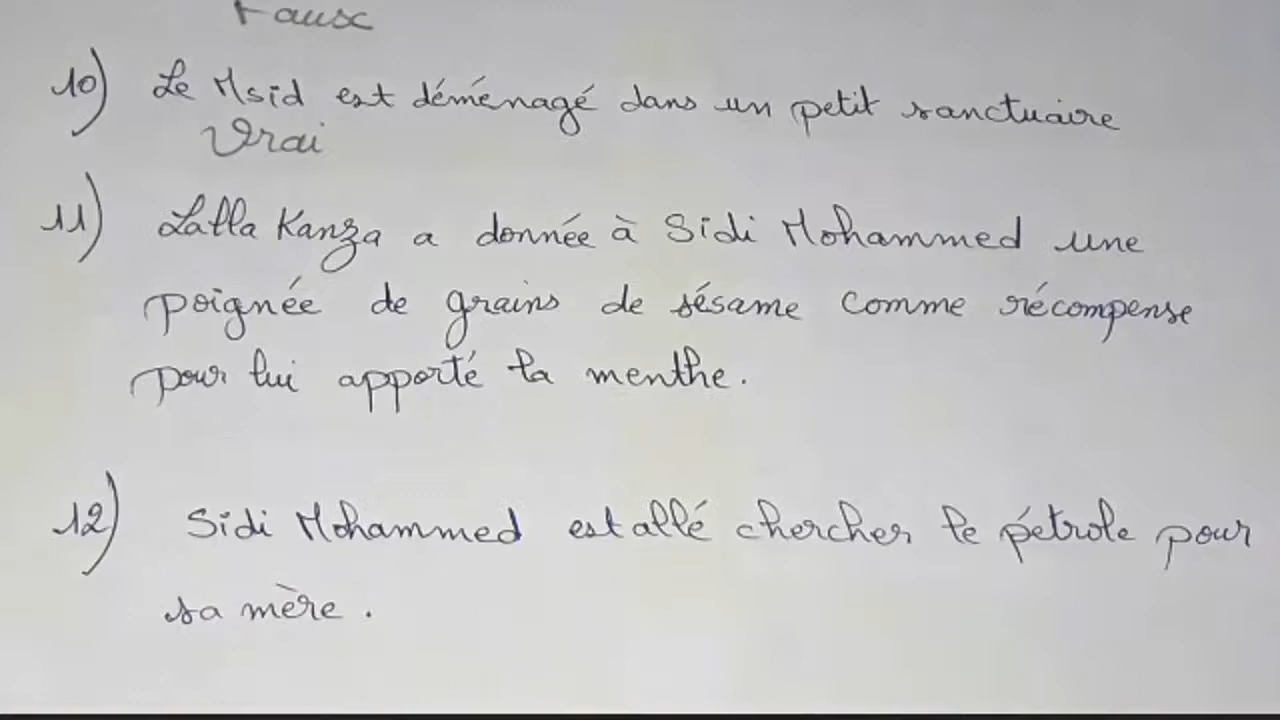 Faux
10) Le Msid est déménagé dans un petit sanctuaire
Vrai
11) Lalla Kanza a donnée à Sidi Mohammed une
poignée de grains de sésame comme récompense
pour lui apporté la menthe.
12) Sidi Mohammed est allé chercher le pétrole pour
sa mère.